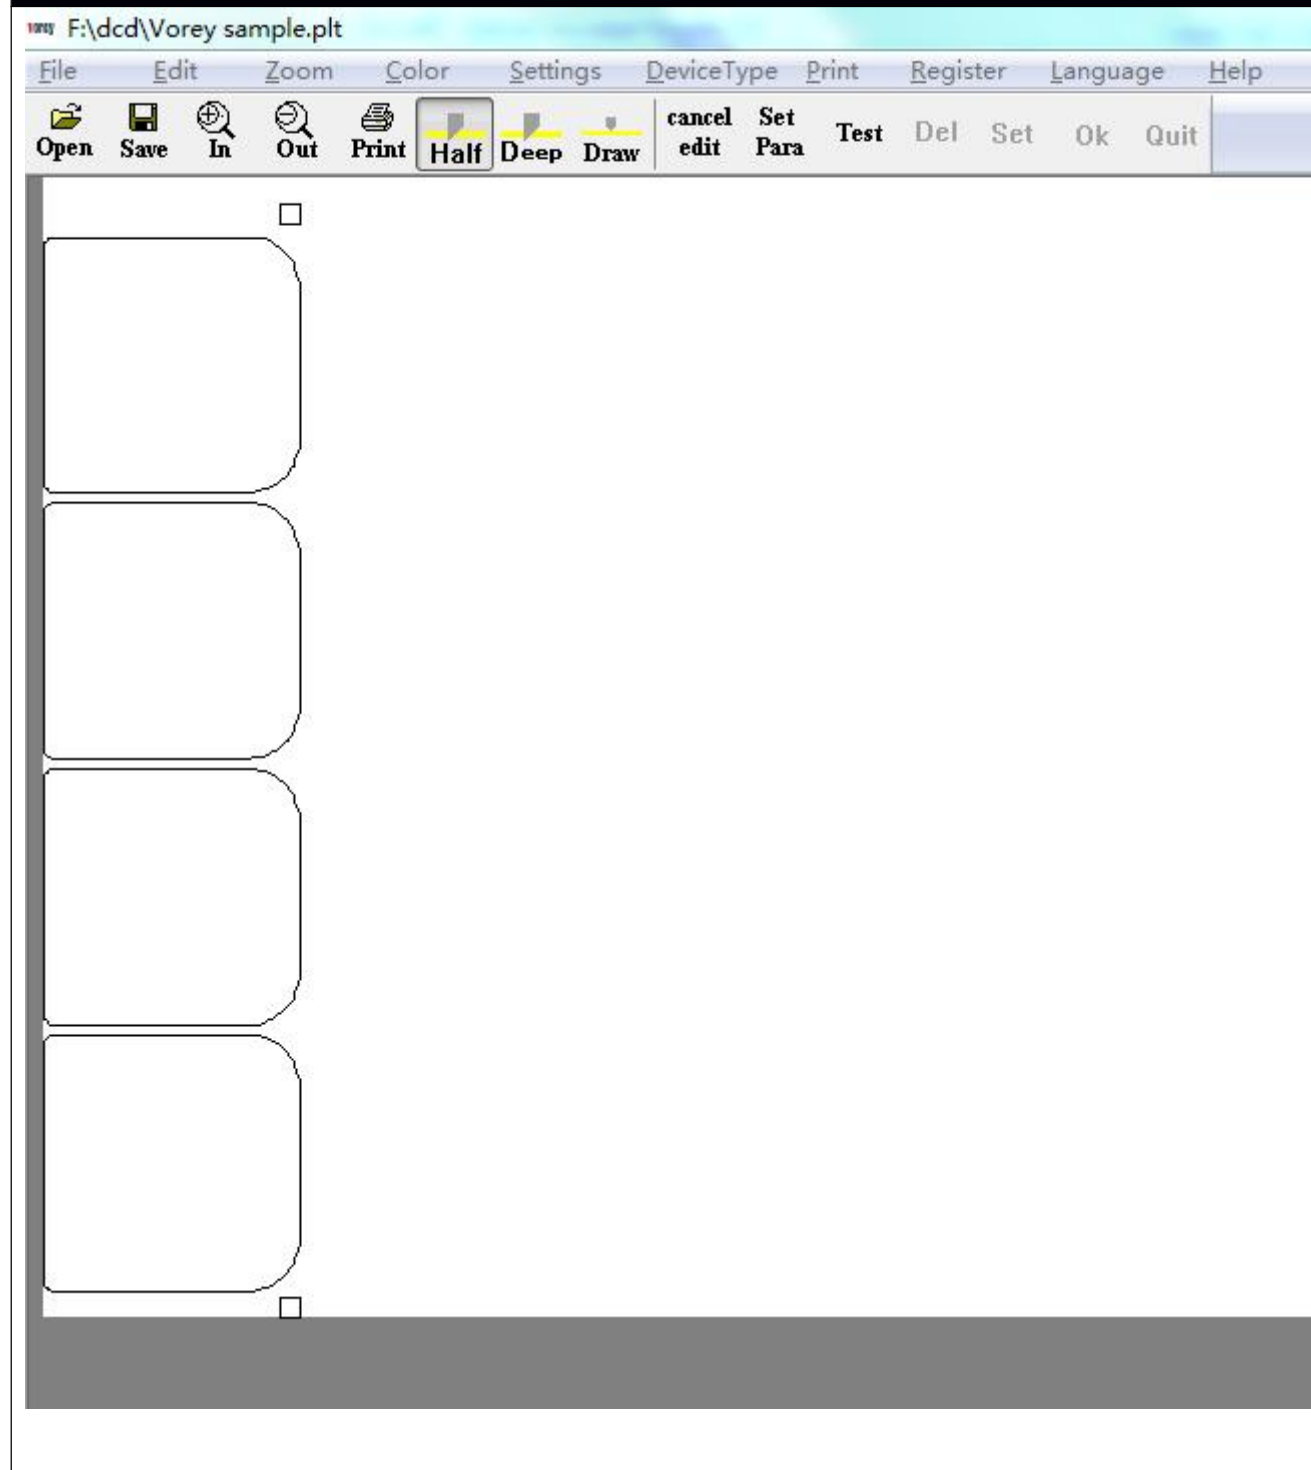 vorey F:\dcd\Vorey sample.plt
File Edit Zoom Color Settings DeviceType Print Register Language Help
Open Save In Out Print Half Deep Draw cancel edit Set Para Test Del Set Ok Quit